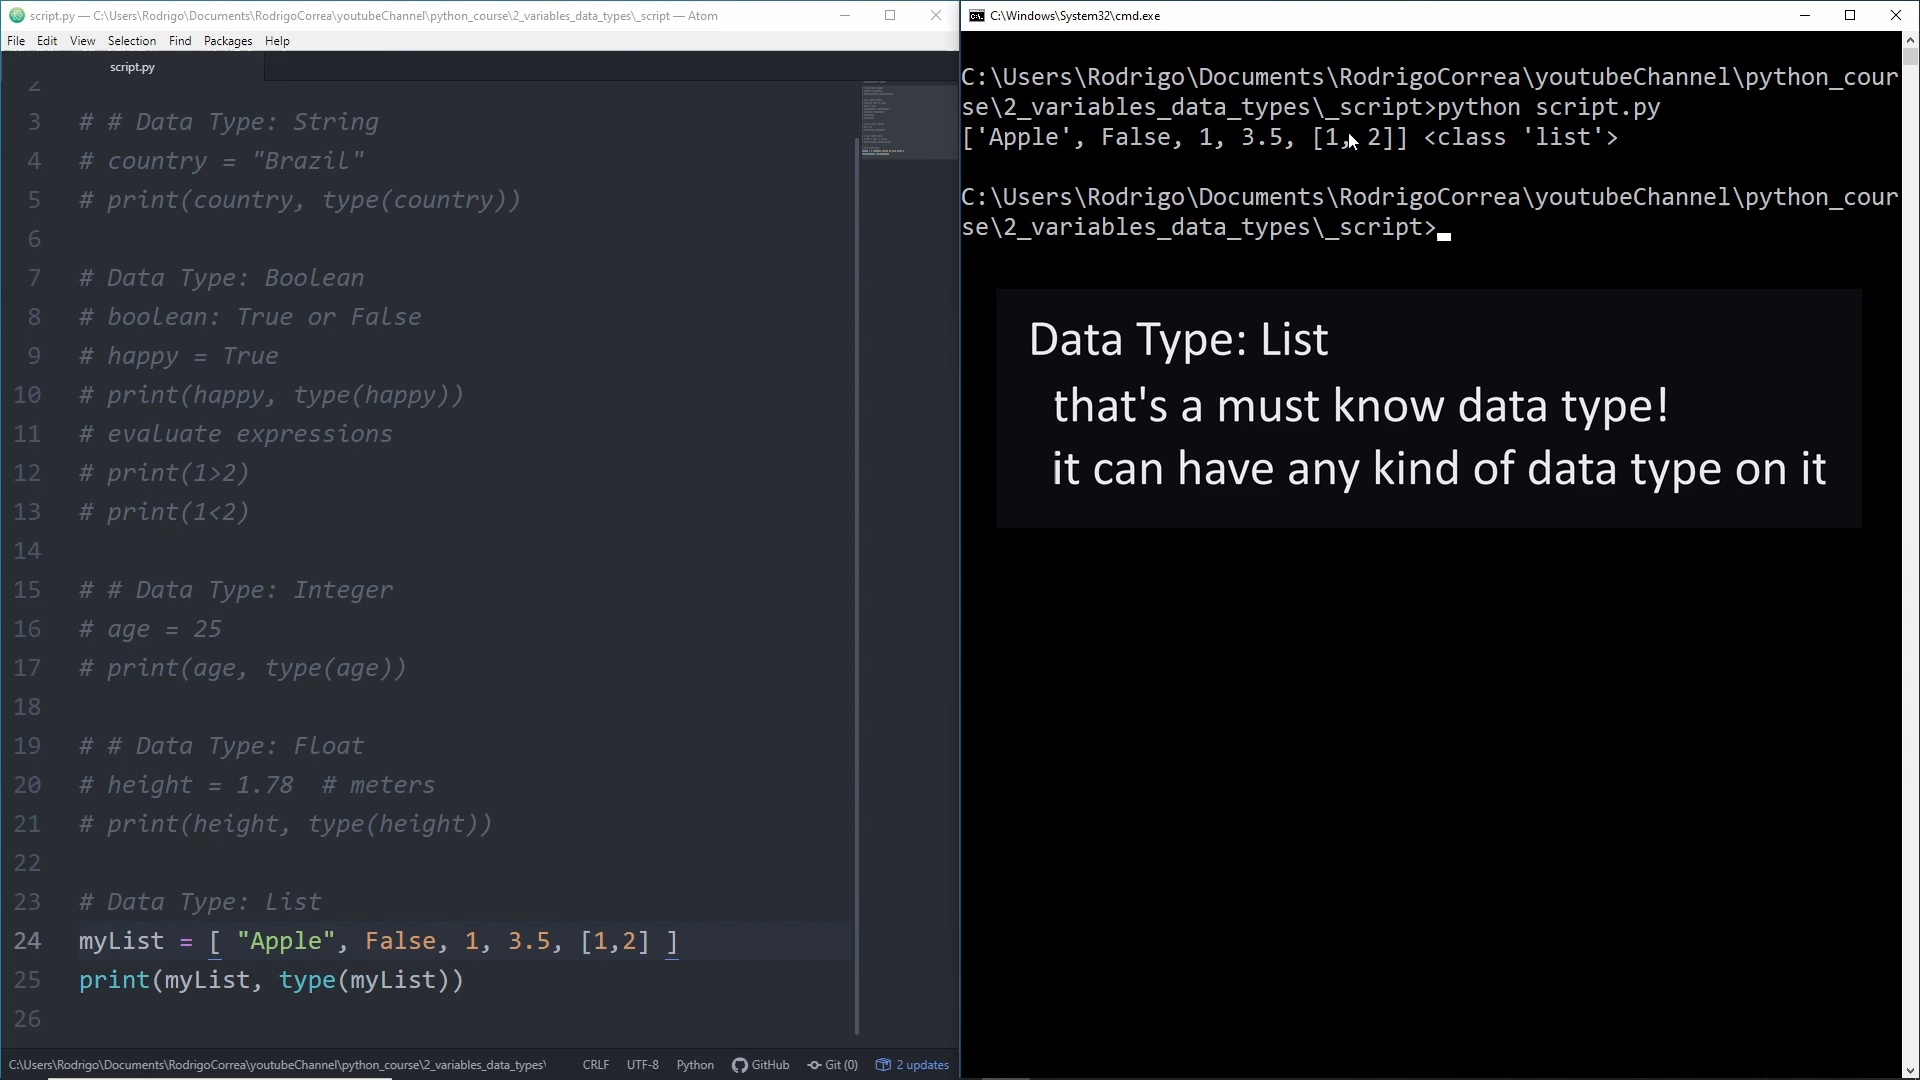 script.py — C:\Users\Rodrigo\Documents\RodrigoCorrea\youtubeChannel\python_course\2_variables_data_types\_script — Atom
File Edit View Selection Find Packages Help
script.py
2
3 # # Data Type: String
4 # country = "Brazil"
5 # print(country, type(country))
6
7 # Data Type: Boolean
8 # boolean: True or False
9 # happy = True
10 # print(happy, type(happy))
11 # evaluate expressions
12 # print(1>2)
13 # print(1<2)
14
15 # # Data Type: Integer
16 # age = 25
17 # print(age, type(age))
18
19 # # Data Type: Float
20 # height = 1.78  # meters
21 # print(height, type(height))
22
23 # Data Type: List
24 myList = [ "Apple", False, 1, 3.5, [1,2] ]
25 print(myList, type(myList))
26
C:\Users\Rodrigo\Documents\RodrigoCorrea\youtubeChannel\python_course\2_variables_data_types\ CRLF UTF-8 Python GitHub Git (0) 2 updates
C:\Windows\System32\cmd.exe
C:\Users\Rodrigo\Documents\RodrigoCorrea\youtubeChannel\python_cour
se\2_variables_data_types\_script>python script.py
['Apple', False, 1, 3.5, [1, 2]] <class 'list'>
C:\Users\Rodrigo\Documents\RodrigoCorrea\youtubeChannel\python_cour
se\2_variables_data_types\_script>
Data Type: List
that's a must know data type!
it can have any kind of data type on it